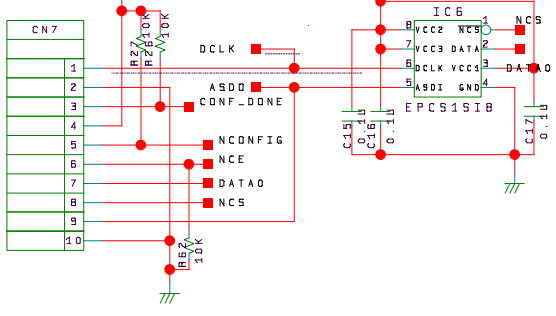 CN7
1
2
3
4
5
6
7
8
9
10
R27
10K
R26
10K
DCLK
ASDO
CONF_DONE
NCONFIG
NCE
DATA0
NCS
R62
10K
IC6
8 VCC2 NCS 1
7 VCC3 DATA 2
6 DCLK VCC1 3
5 ASDI GND 4
EPCS1SI8
NCS
DATA0
C15
0.1U
C16
0.1U
C17
0.1U